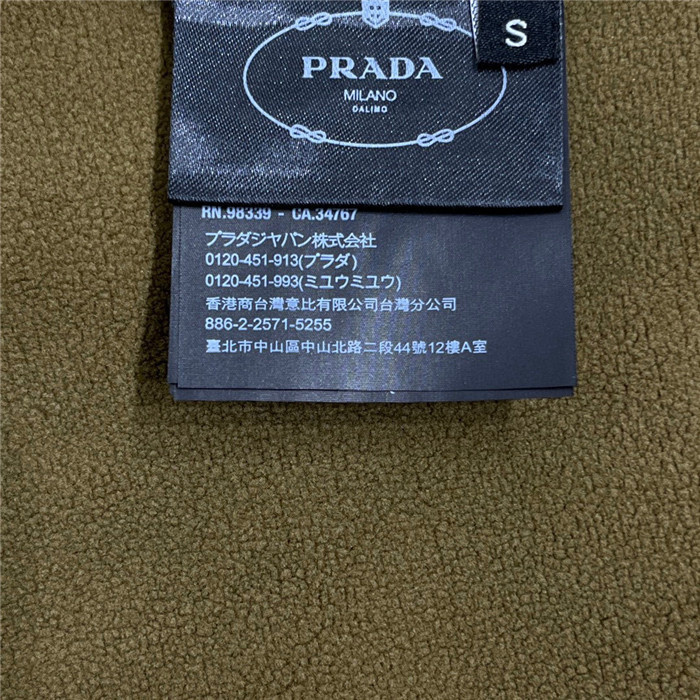 S
PRADA
MILANO
DALIMO
RN.98339 - CA.34767
プラダジャパン株式会社
0120-451-913(プラダ)
0120-451-993(ミユウミユウ)
香港商台灣意比有限公司台灣分公司
886-2-2571-5255
臺北市中山區中山北路二段44號12樓A室